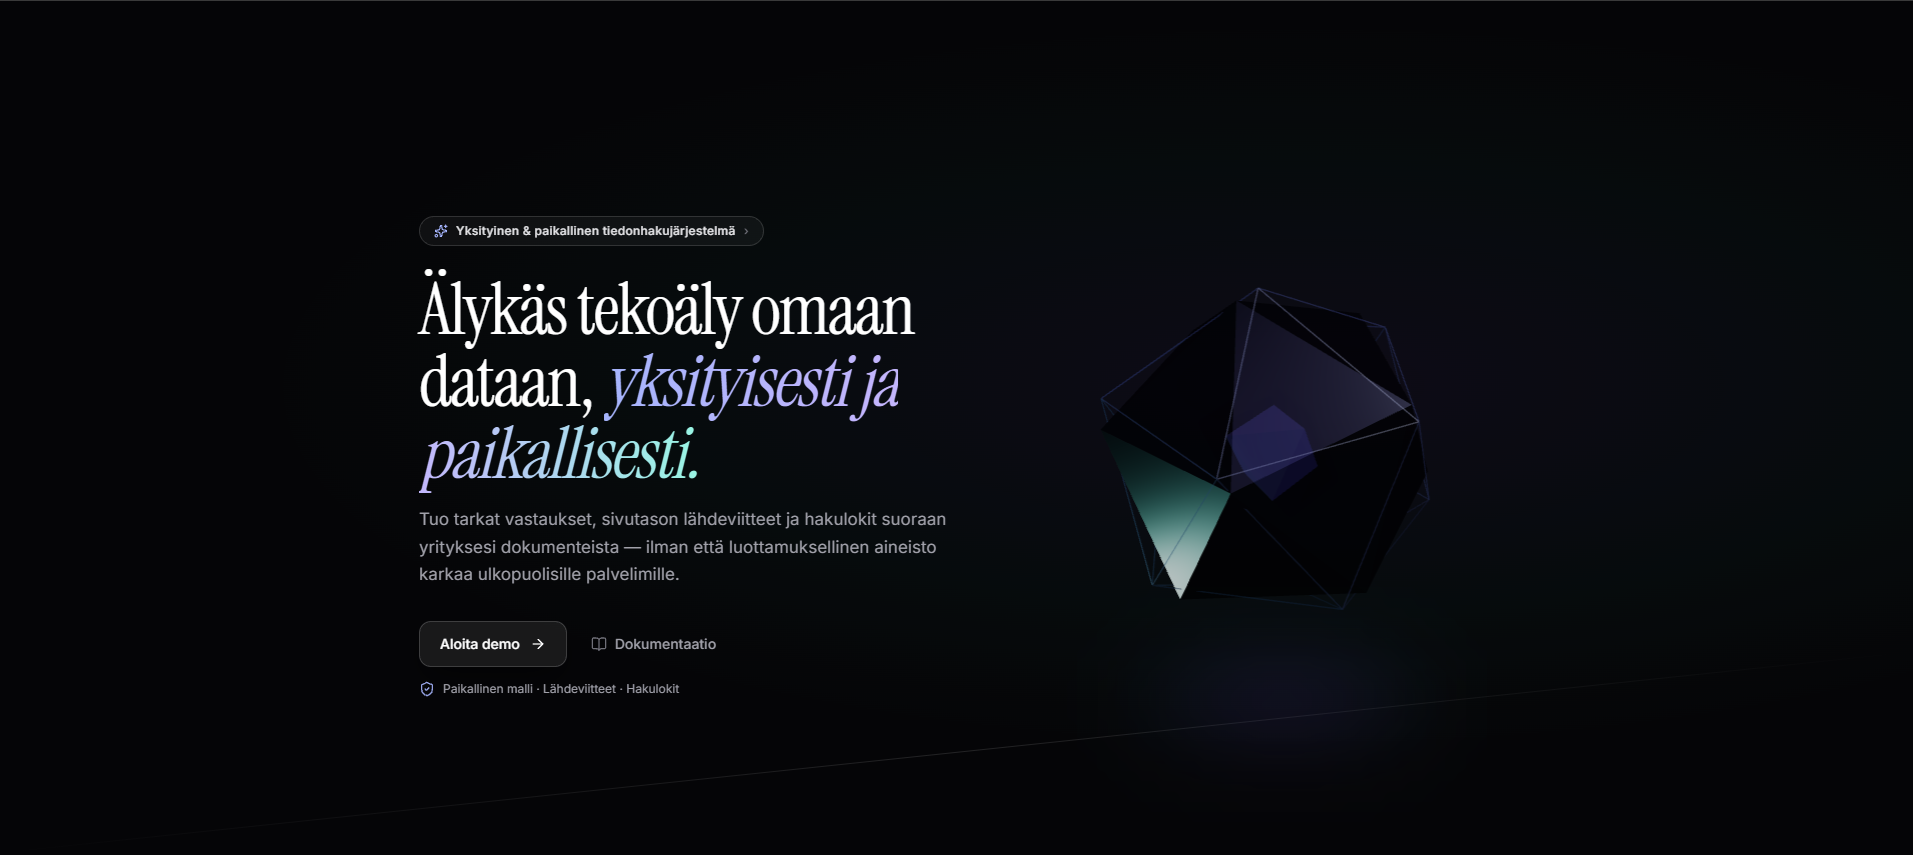 Yksityinen & paikallinen tiedonhakujärjestelmä ›
Älykäs tekoäly omaan
dataan, yksityisesti ja
paikallisesti.
Tuo tarkat vastaukset, sivutason lähdeviitteet ja hakulokit suoraan
yrityksesi dokumenteista — ilman että luottamuksellinen aineisto
karkaa ulkopuolisille palvelimille.
Aloita demo →
Dokumentaatio
Paikallinen malli · Lähdeviitteet · Hakulokit